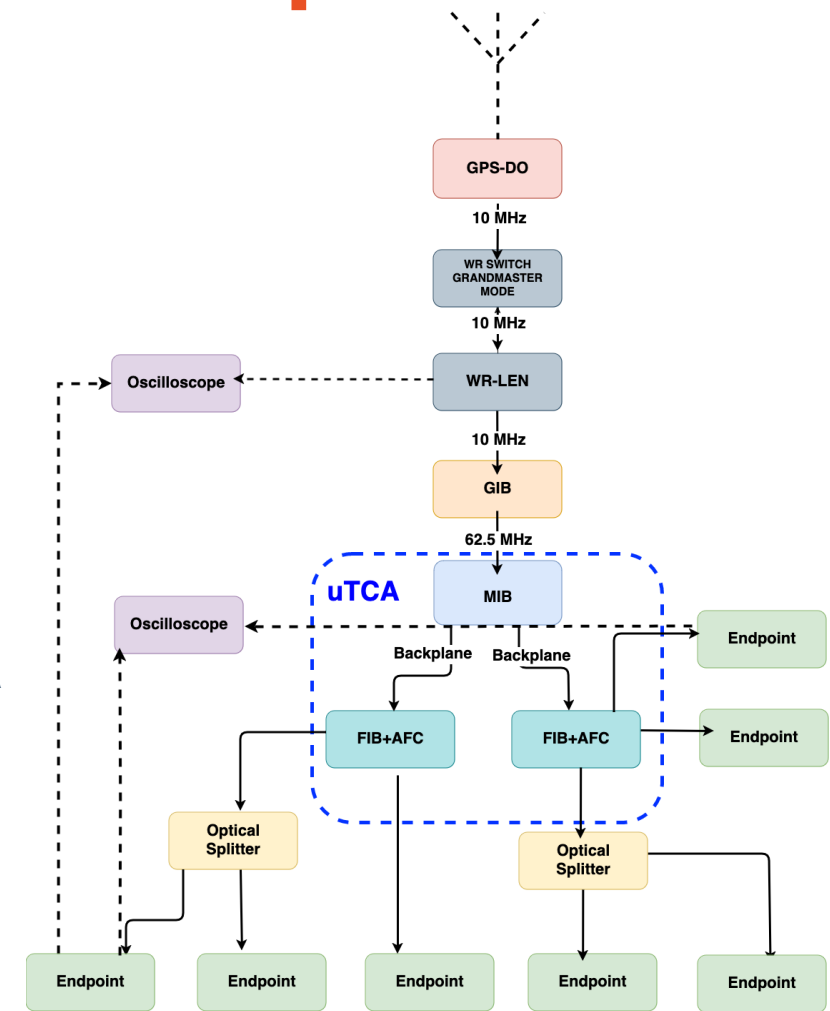 GPS-DO
10 MHz
WR SWITCH
GRANDMASTER
MODE
10 MHz
Oscilloscope
WR-LEN
10 MHz
GIB
62.5 MHz
uTCA
MIB
Oscilloscope
Endpoint
Backplane
Backplane
FIB+AFC
FIB+AFC
Endpoint
Optical
Splitter
Optical
Splitter
Endpoint
Endpoint
Endpoint
Endpoint
Endpoint